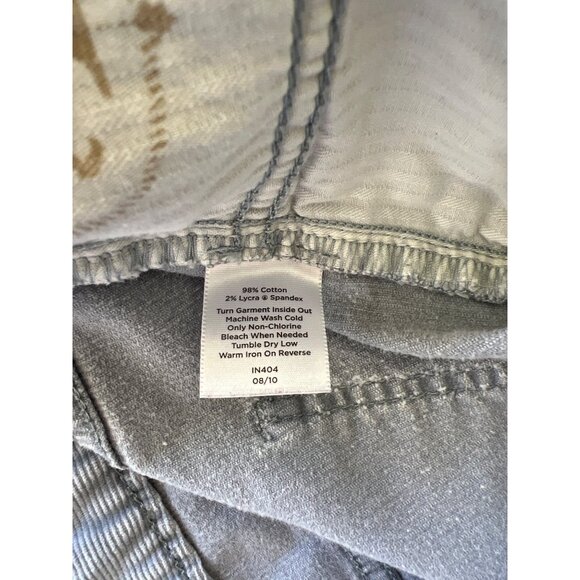 98% Cotton
2% Lycra ® Spandex
Turn Garment Inside Out
Machine Wash Cold
Only Non-Chlorine
Bleach When Needed
Tumble Dry Low
Warm Iron On Reverse
IN404
08/10